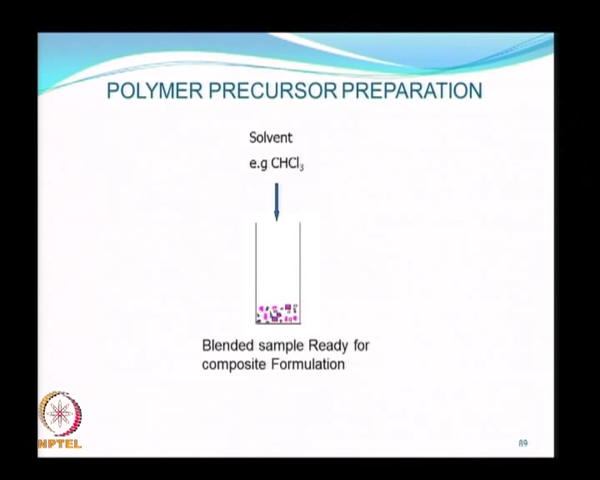 POLYMER PRECURSOR PREPARATION
Solvent
e.g CHCl₃
Blended sample Ready for
composite Formulation
NPTEL
89